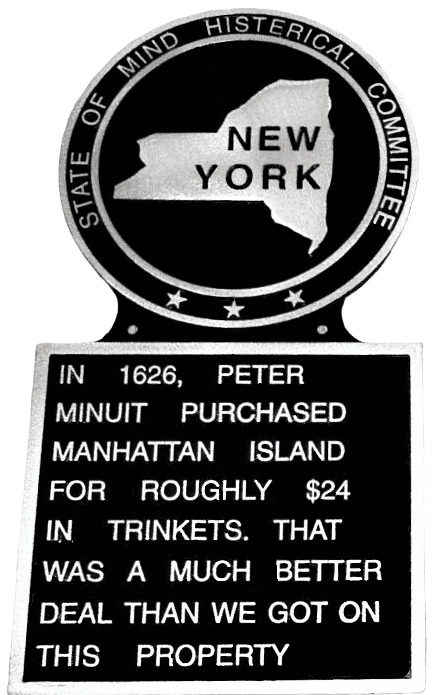 STATE OF MIND HISTERICAL COMMITTEE
NEW
YORK
IN 1626, PETER
MINUIT PURCHASED
MANHATTAN ISLAND
FOR ROUGHLY $24
IN TRINKETS. THAT
WAS A MUCH BETTER
DEAL THAN WE GOT ON
THIS PROPERTY